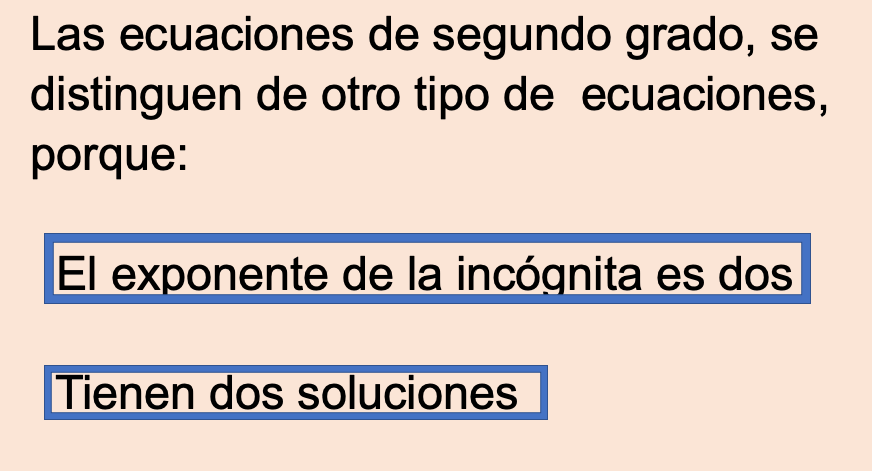 Las ecuaciones de segundo grado, se
distinguen de otro tipo de  ecuaciones,
porque:
El exponente de la incógnita es dos
Tienen dos soluciones